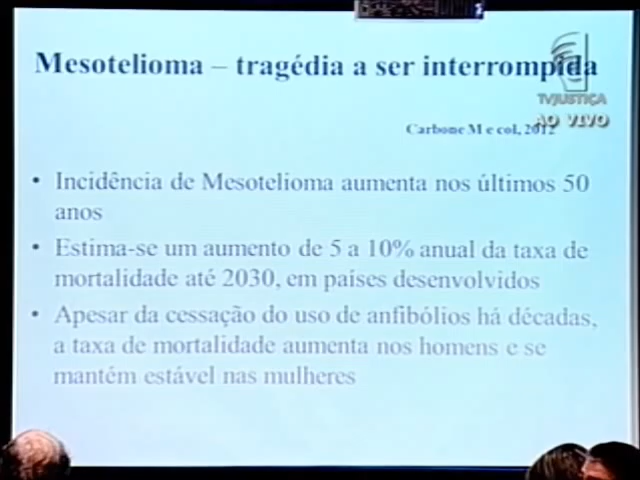 Mesotelioma – tragédia a ser interrompida
TVJUSTIÇA
AO VIVO
Carbone M e col, 2012
• Incidência de Mesotelioma aumenta nos últimos 50
anos
• Estima-se um aumento de 5 a 10% anual da taxa de
mortalidade até 2030, em países desenvolvidos
• Apesar da cessação do uso de anfibólios há décadas,
a taxa de mortalidade aumenta nos homens e se
mantém estável nas mulheres